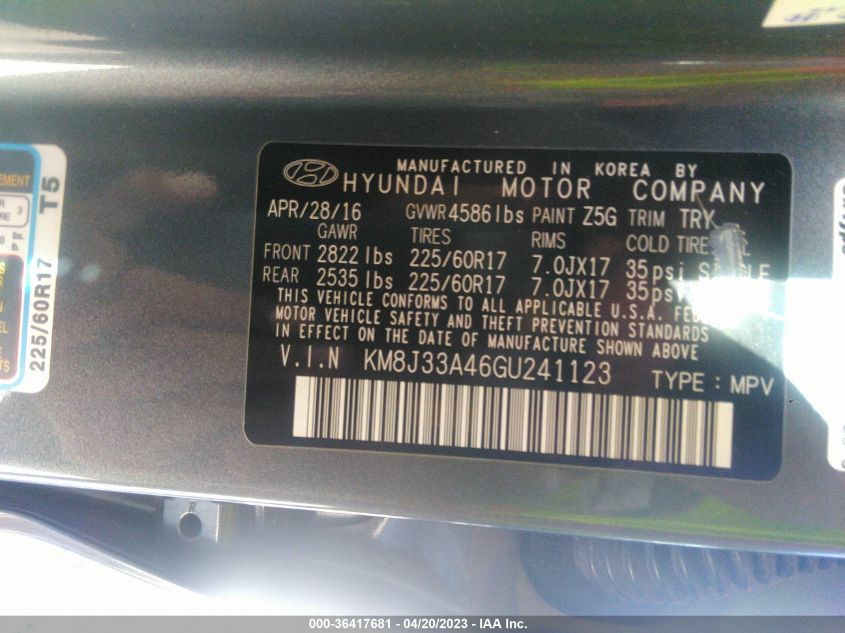 MANUFACTURED IN KOREA BY
HYUNDAI MOTOR COMPANY
APR/28/16 GVWR 4586lbs PAINT Z5G TRIM TRY
GAWR TIRES RIMS COLD TIRE
FRONT 2822 lbs 225/60R17 7.0JX17 35psi
REAR 2535 lbs 225/60R17 7.0JX17 35psi
THIS VEHICLE CONFORMS TO ALL APPLICABLE U.S.A.
MOTOR VEHICLE SAFETY AND THEFT PREVENTION STANDARDS
IN EFFECT ON THE DATE OF MANUFACTURE SHOWN ABOVE
V.I.N KM8J33A46GU241123 TYPE : MPV
225/60R17 T5
3
lbs.
lb.
000-36417681 - 04/20/2023 - IAA Inc.